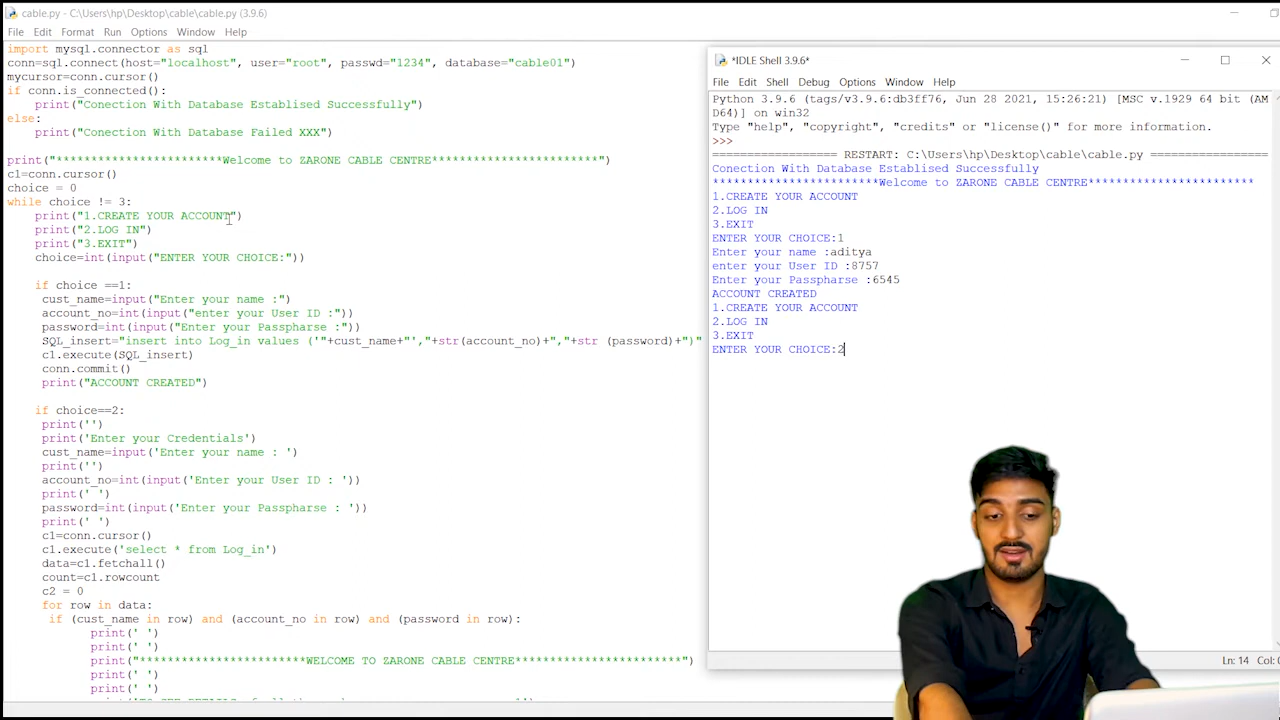 cable.py - C:\Users\hp\Desktop\cable\cable.py (3.9.6)
File Edit Format Run Options Window Help
import mysql.connector as sql
conn=sql.connect(host="localhost", user="root", passwd="1234", database="cable01")
mycursor=conn.cursor()
if conn.is_connected():
print("Conection With Database Establised Successfully")
else:
print("Conection With Database Failed XXX")
print("************************Welcome to ZARONE CABLE CENTRE************************")
c1=conn.cursor()
choice = 0
while choice != 3:
print("1.CREATE YOUR ACCOUNT")
print("2.LOG IN")
print("3.EXIT")
choice=int(input("ENTER YOUR CHOICE:"))
if choice ==1:
cust_name=input("Enter your name :")
account_no=int(input("enter your User ID :"))
password=int(input("Enter your Passpharse :"))
SQL_insert="insert into Log_in values ('"+cust_name+"',"+str(account_no)+","+str (password)+")"
c1.execute(SQL_insert)
conn.commit()
print("ACCOUNT CREATED")
if choice==2:
print('')
print('Enter your Credentials')
cust_name=input('Enter your name : ')
print('')
account_no=int(input('Enter your User ID : '))
print(' ')
password=int(input('Enter your Passpharse : '))
print(' ')
c1=conn.cursor()
c1.execute('select * from Log_in')
data=c1.fetchall()
count=c1.rowcount
c2 = 0
for row in data:
if (cust_name in row) and (account_no in row) and (password in row):
print(' ')
print(' ')
print("************************WELCOME TO ZARONE CABLE CENTRE************************")
print(' ')
print(' ')
*IDLE Shell 3.9.6*
File Edit Shell Debug Options Window Help
Python 3.9.6 (tags/v3.9.6:db3ff76, Jun 28 2021, 15:26:21) [MSC v.1929 64 bit (AM
D64)] on win32
Type "help", "copyright", "credits" or "license()" for more information.
>>>
================== RESTART: C:\Users\hp\Desktop\cable\cable.py =================
Conection With Database Establised Successfully
************************Welcome to ZARONE CABLE CENTRE************************
1.CREATE YOUR ACCOUNT
2.LOG IN
3.EXIT
ENTER YOUR CHOICE:1
Enter your name :aditya
enter your User ID :8757
Enter your Passpharse :6545
ACCOUNT CREATED
1.CREATE YOUR ACCOUNT
2.LOG IN
3.EXIT
ENTER YOUR CHOICE:2
Ln: 14 Col: